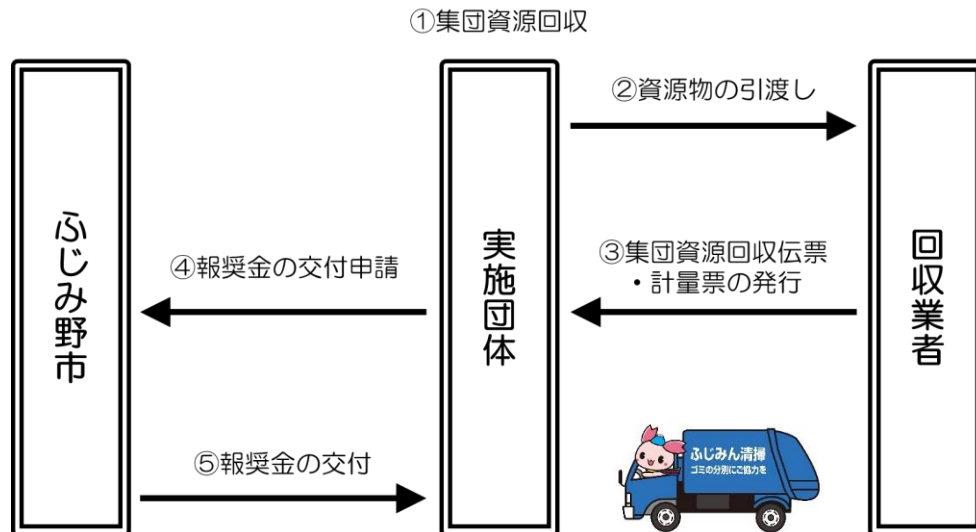 ①集団資源回収
②資源物の引渡し
ふじみ野市
実施団体
回収業者
③集団資源回収伝票
・計量票の発行
④報奨金の交付申請
⑤報奨金の交付
ふじみん清掃
ゴミの分別にご協力を